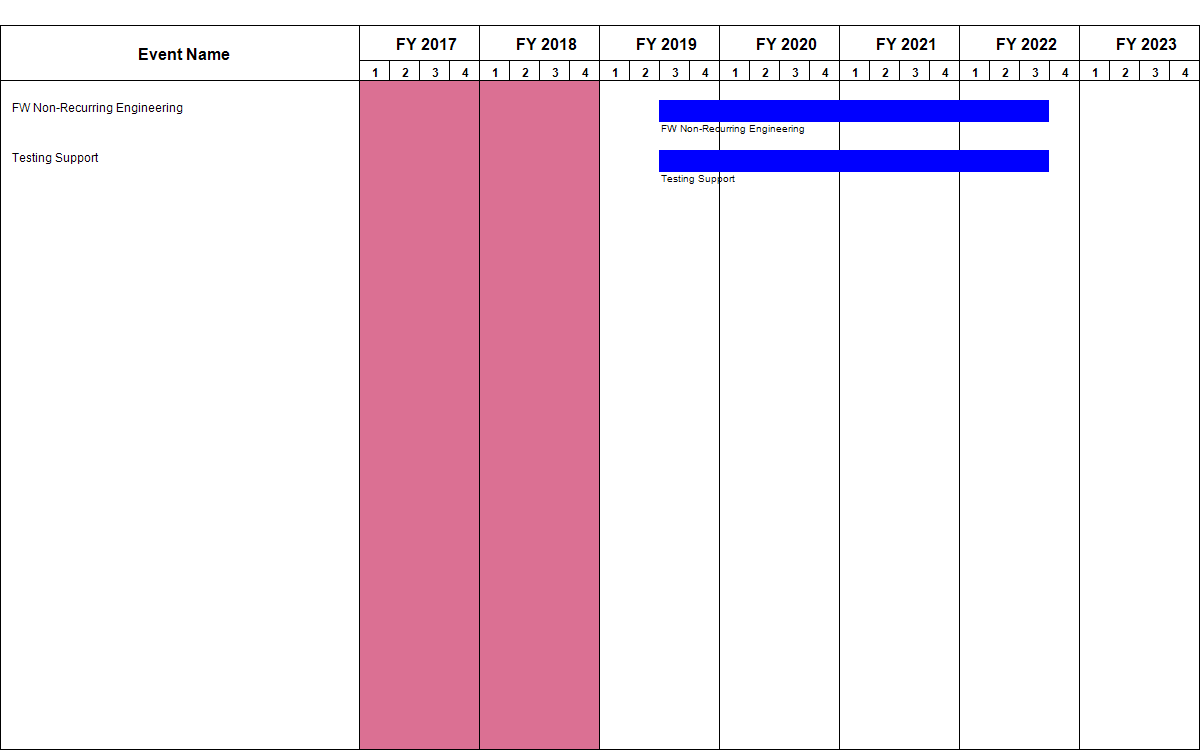 Event Name
FY 2017 FY 2018 FY 2019 FY 2020 FY 2021 FY 2022 FY 2023
1 2 3 4 1 2 3 4 1 2 3 4 1 2 3 4 1 2 3 4 1 2 3 4 1 2 3 4
FW Non-Recurring Engineering
FW Non-Recurring Engineering
Testing Support
Testing Support